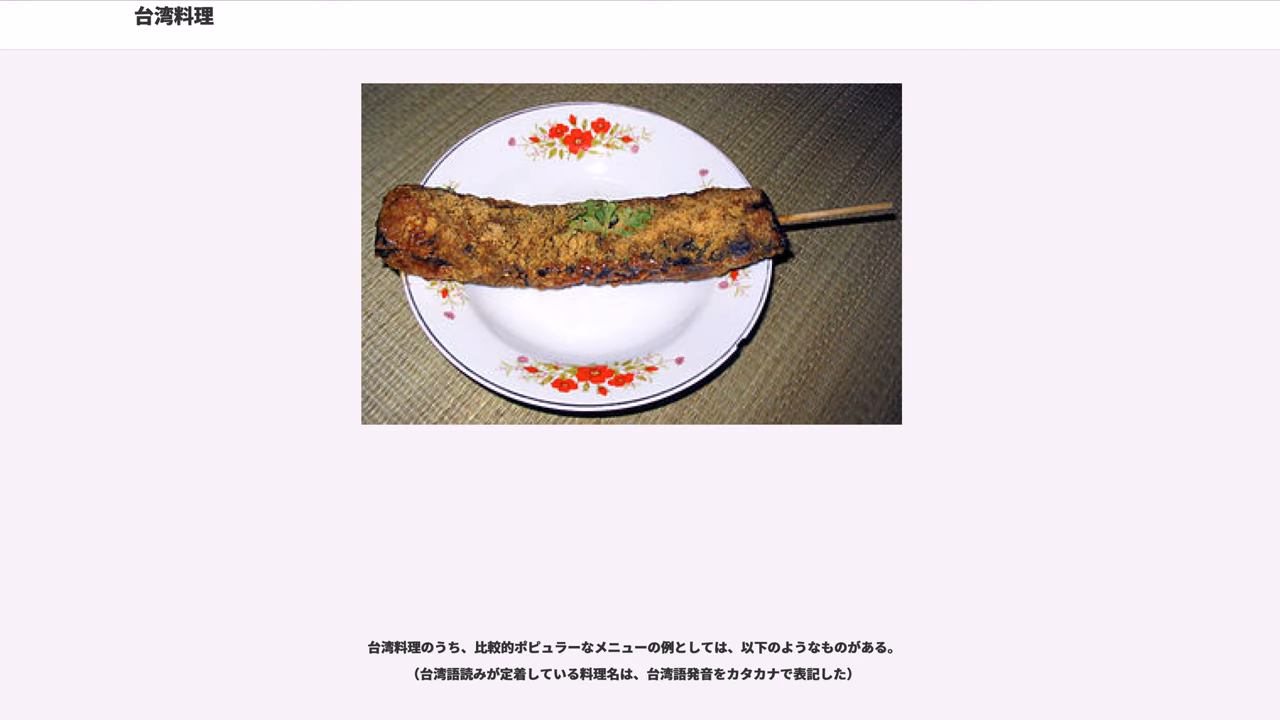 台湾料理
台湾料理のうち、比較的ポピュラーなメニューの例としては、以下のようなものがある。
（台湾語読みが定着している料理名は、台湾語発音をカタカナで表記した）